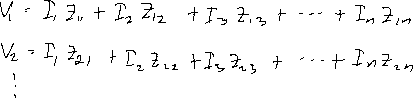 V₁ = I₁ Z₁₁ + I₂ Z₁₂ + I₃ Z₁₃ + ⋯ + Iₙ Z₁ₙ
V₂ = I₁ Z₂₁ + I₂ Z₂₂ + I₃ Z₂₃ + ⋯ + Iₙ Z₂ₙ
⋮